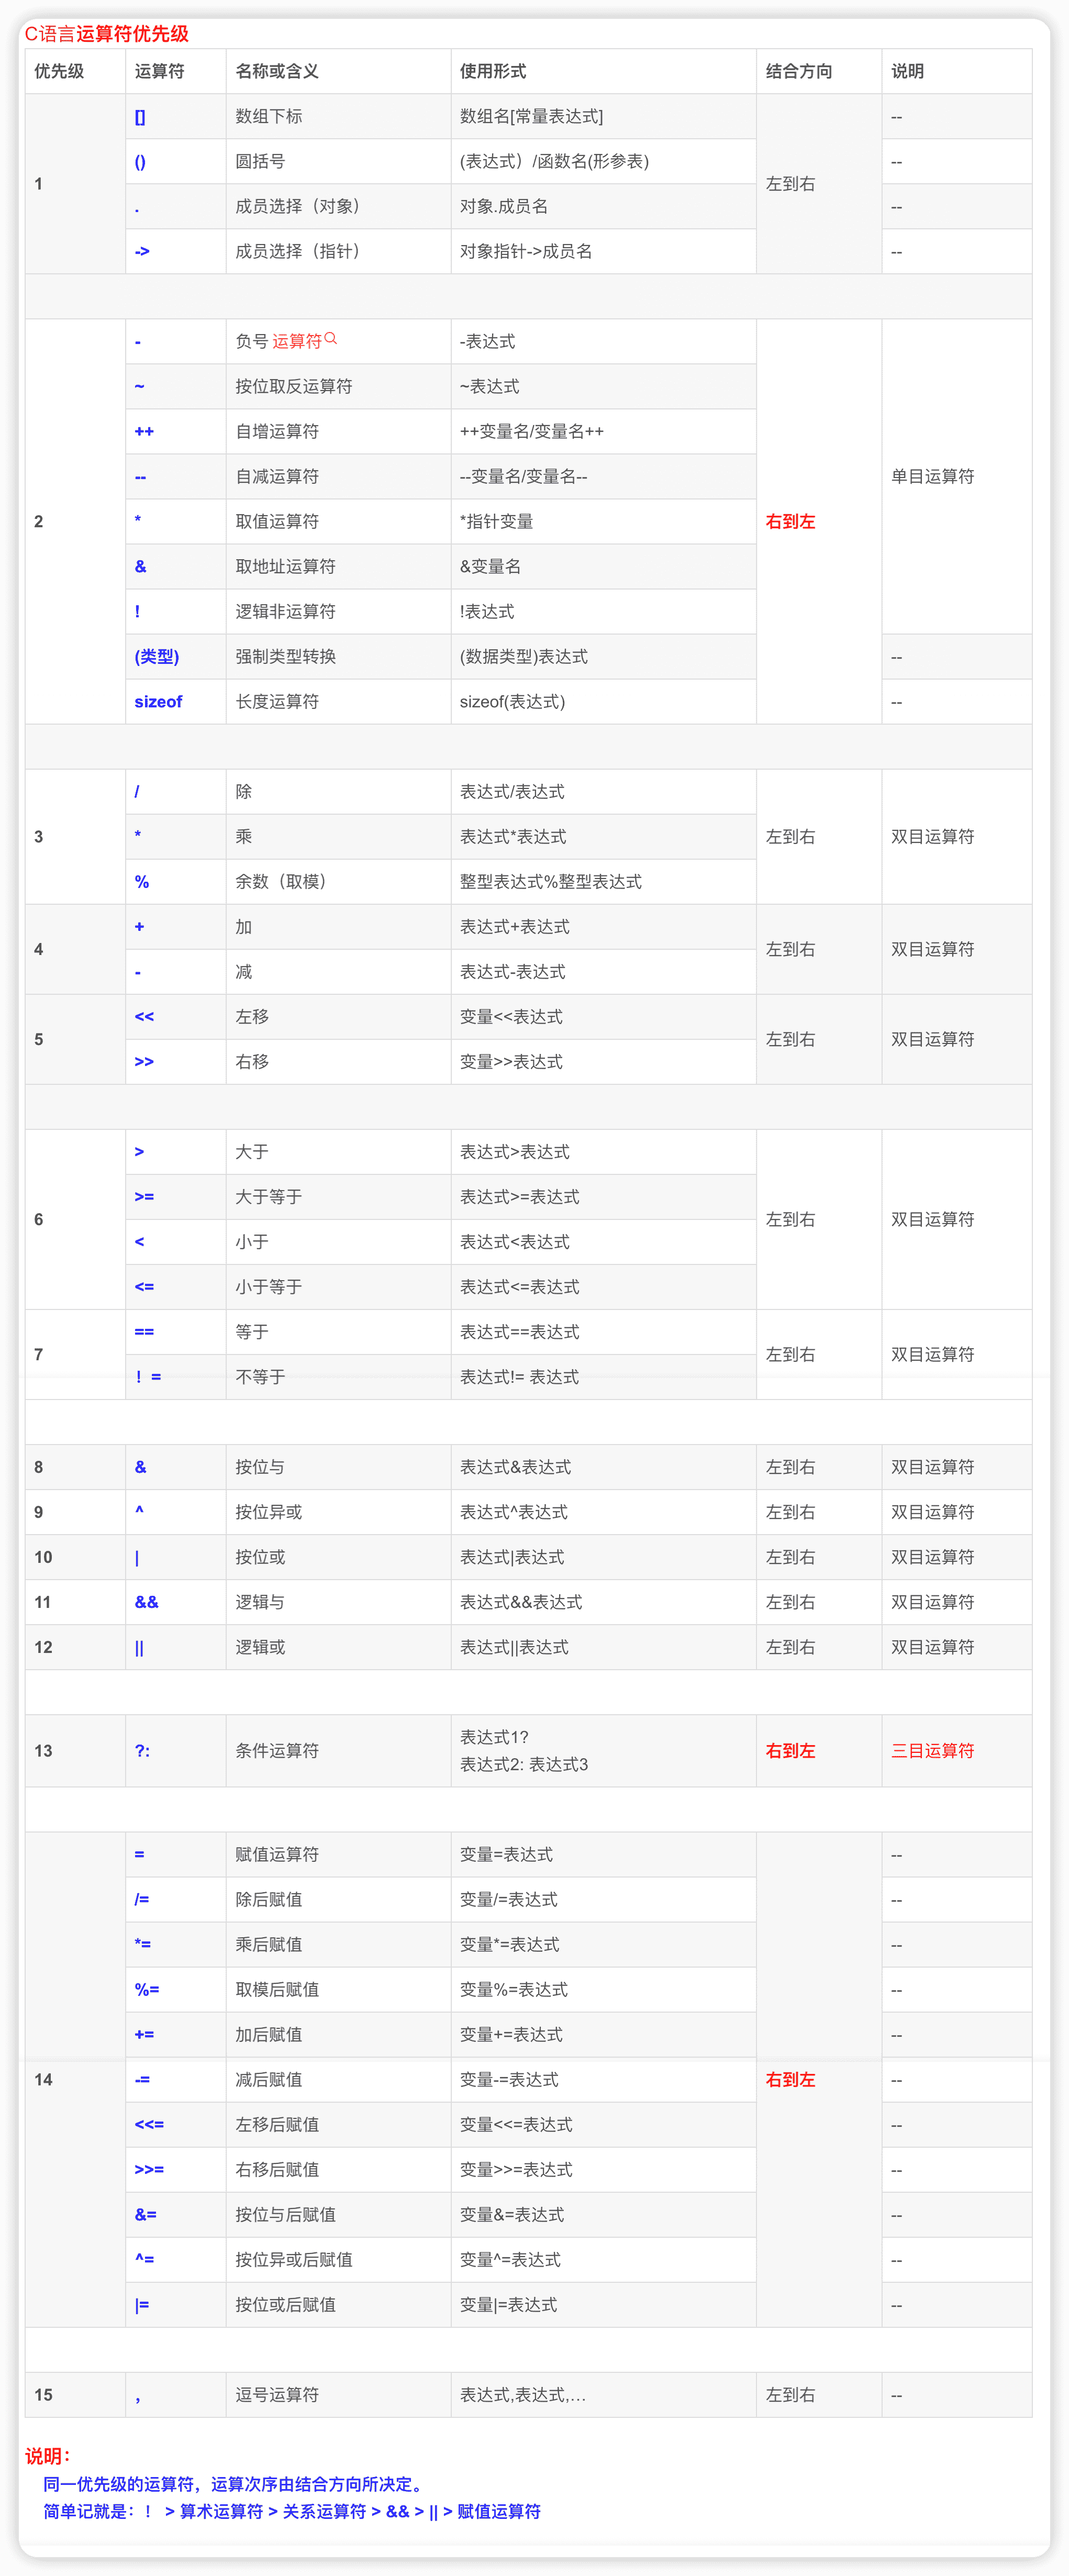 C语言运算符优先级
优先级 运算符 名称或含义 使用形式 结合方向 说明
1 [] 数组下标 数组名[常量表达式] 左到右 --
() 圆括号 (表达式）/函数名(形参表) --
. 成员选择（对象） 对象.成员名 --
-> 成员选择（指针） 对象指针->成员名 --
2 - 负号 运算符 -表达式 右到左 单目运算符
~ 按位取反运算符 ~表达式
++ 自增运算符 ++变量名/变量名++
-- 自减运算符 --变量名/变量名--
* 取值运算符 *指针变量
& 取地址运算符 &变量名
! 逻辑非运算符 !表达式
(类型) 强制类型转换 (数据类型)表达式 --
sizeof 长度运算符 sizeof(表达式) --
3 / 除 表达式/表达式 左到右 双目运算符
* 乘 表达式*表达式
% 余数（取模） 整型表达式%整型表达式
4 + 加 表达式+表达式 左到右 双目运算符
- 减 表达式-表达式
5 << 左移 变量<<表达式 左到右 双目运算符
>> 右移 变量>>表达式
6 > 大于 表达式>表达式 左到右 双目运算符
>= 大于等于 表达式>=表达式
< 小于 表达式<表达式
<= 小于等于 表达式<=表达式
7 == 等于 表达式==表达式 左到右 双目运算符
！= 不等于 表达式!= 表达式
8 & 按位与 表达式&表达式 左到右 双目运算符
9 ^ 按位异或 表达式^表达式 左到右 双目运算符
10 | 按位或 表达式|表达式 左到右 双目运算符
11 && 逻辑与 表达式&&表达式 左到右 双目运算符
12 || 逻辑或 表达式||表达式 左到右 双目运算符
13 ?: 条件运算符 表达式1? 右到左 三目运算符
表达式2: 表达式3
14 = 赋值运算符 变量=表达式 右到左 --
/= 除后赋值 变量/=表达式 --
*= 乘后赋值 变量*=表达式 --
%= 取模后赋值 变量%=表达式 --
+= 加后赋值 变量+=表达式 --
-= 减后赋值 变量-=表达式 --
<<= 左移后赋值 变量<<=表达式 --
>>= 右移后赋值 变量>>=表达式 --
&= 按位与后赋值 变量&=表达式 --
^= 按位异或后赋值 变量^=表达式 --
|= 按位或后赋值 变量|=表达式 --
15 ， 逗号运算符 表达式,表达式,… 左到右 --
说明：
同一优先级的运算符，运算次序由结合方向所决定。
简单记就是：！ > 算术运算符 > 关系运算符 > && > || > 赋值运算符